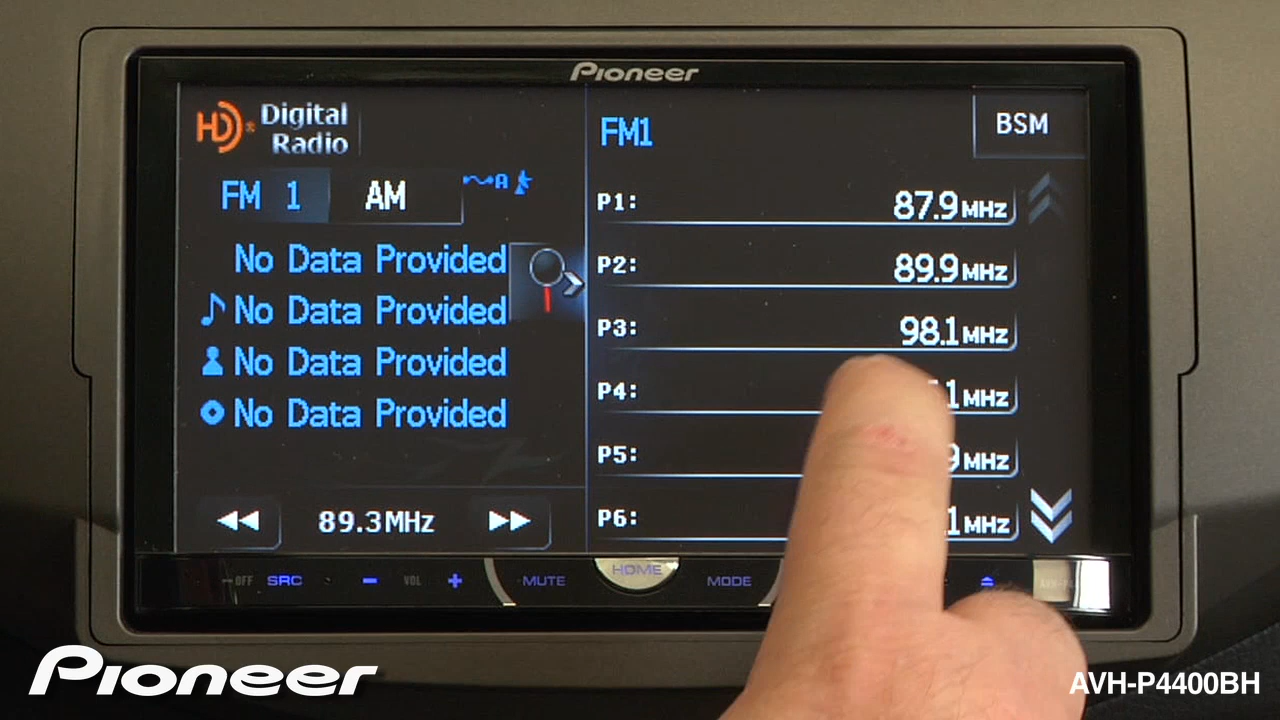 Pioneer
HD® Digital
Radio
FM 1 AM
A
No Data Provided
No Data Provided
No Data Provided
No Data Provided
89.3MHz
FM1
BSM
P1: 87.9MHz
P2: 89.9MHz
P3: 98.1MHz
P4: MHz
P5: MHz
P6: MHz
OFF SRC - VOL + MUTE HOME MODE
Pioneer
AVH-P4400BH